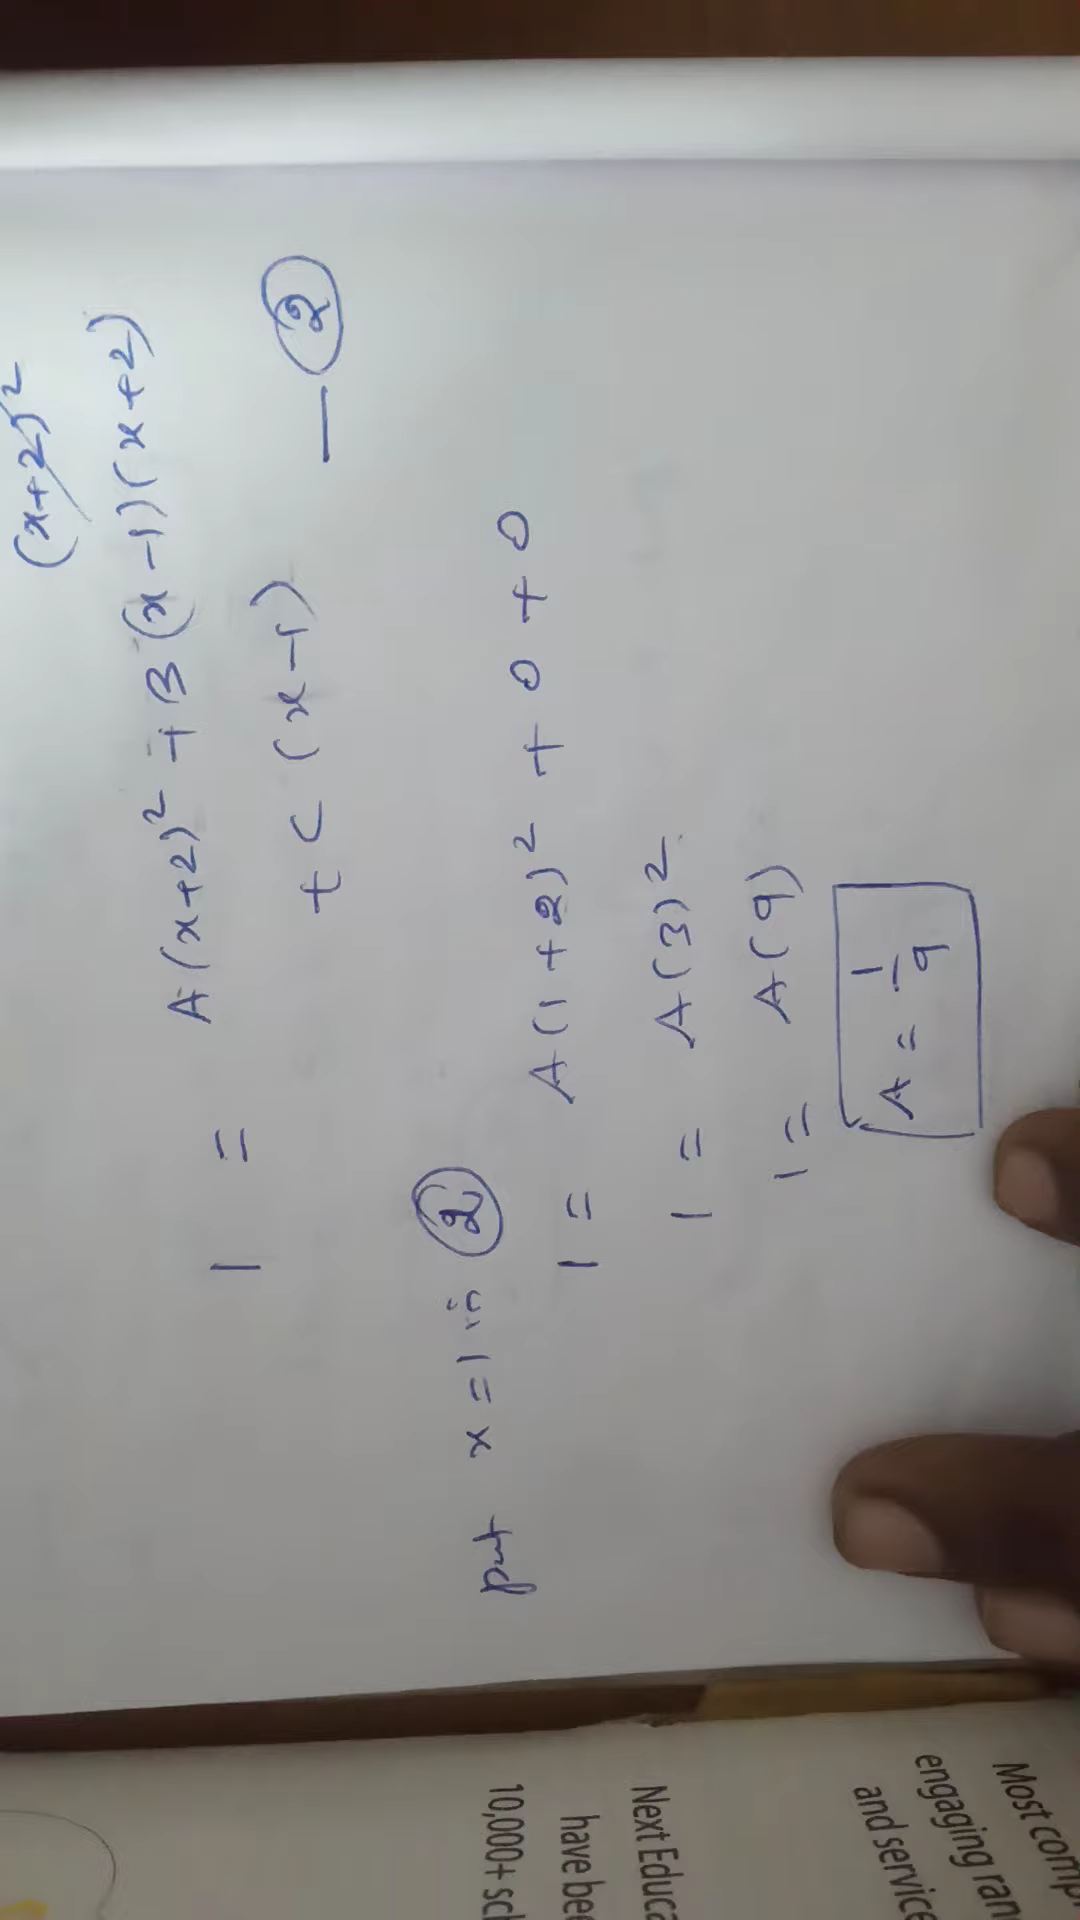 (x+2)²
1 = A(x+2)² + B(x-1)(x+2)
+ C(x-1) — ②
put x=1 in ②
1 = A(1+2)² + 0 + 0
1 = A(3)²
1 = A(9)
A = 1/9
Most comp
engaging ran
and service
Next Educa
have bee
10,000+ sch